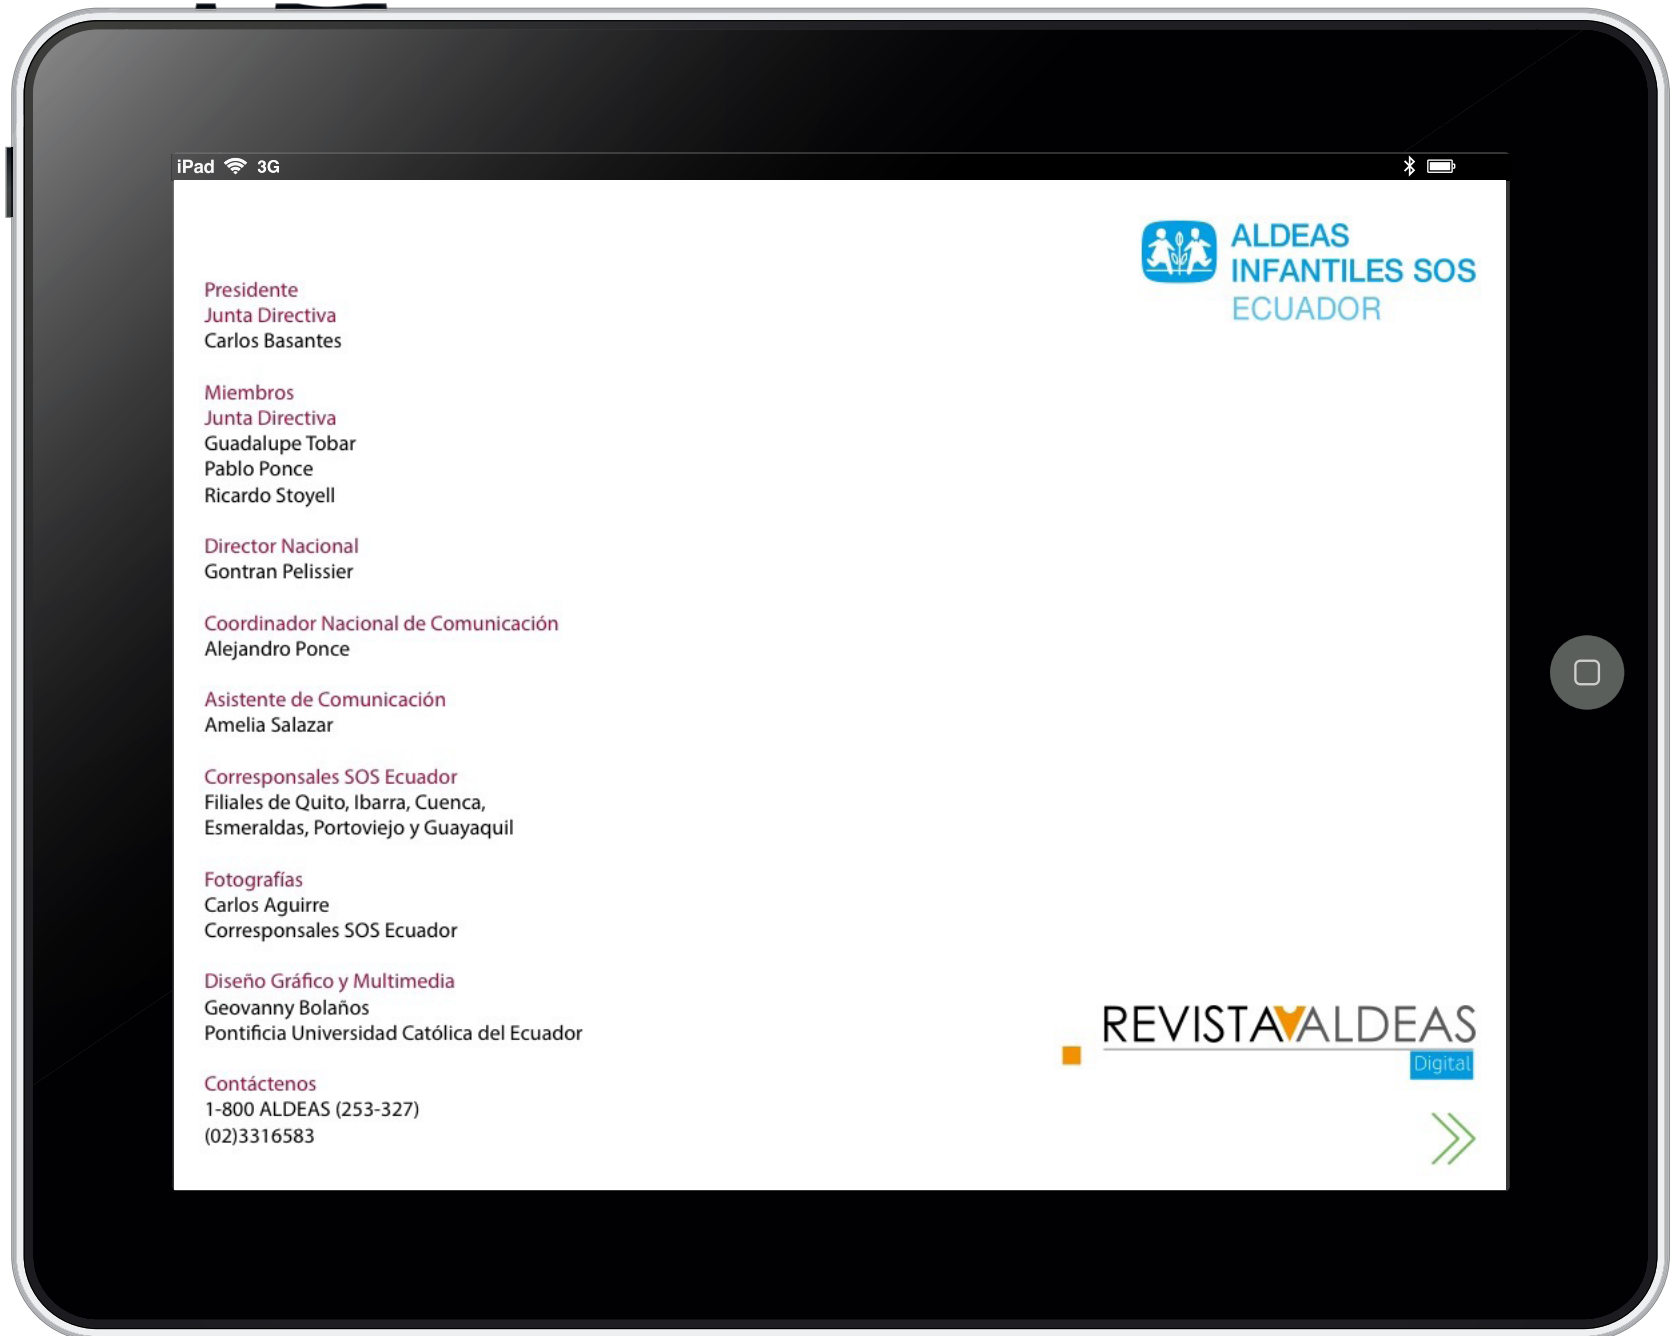 iPad 3G
ALDEAS
INFANTILES SOS
ECUADOR
Presidente
Junta Directiva
Carlos Basantes
Miembros
Junta Directiva
Guadalupe Tobar
Pablo Ponce
Ricardo Stoyell
Director Nacional
Gontran Pelissier
Coordinador Nacional de Comunicación
Alejandro Ponce
Asistente de Comunicación
Amelia Salazar
Corresponsales SOS Ecuador
Filiales de Quito, Ibarra, Cuenca,
Esmeraldas, Portoviejo y Guayaquil
Fotografías
Carlos Aguirre
Corresponsales SOS Ecuador
Diseño Gráfico y Multimedia
Geovanny Bolaños
Pontificia Universidad Católica del Ecuador
Contáctenos
1-800 ALDEAS (253-327)
(02)3316583
REVISTA ALDEAS
Digital